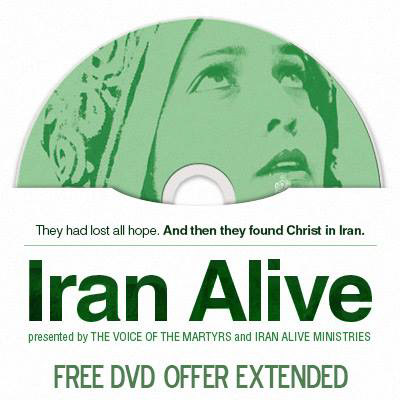 They had lost all hope. And then they found Christ in Iran.
Iran Alive
presented by THE VOICE OF THE MARTYRS and IRAN ALIVE MINISTRIES
FREE DVD OFFER EXTENDED